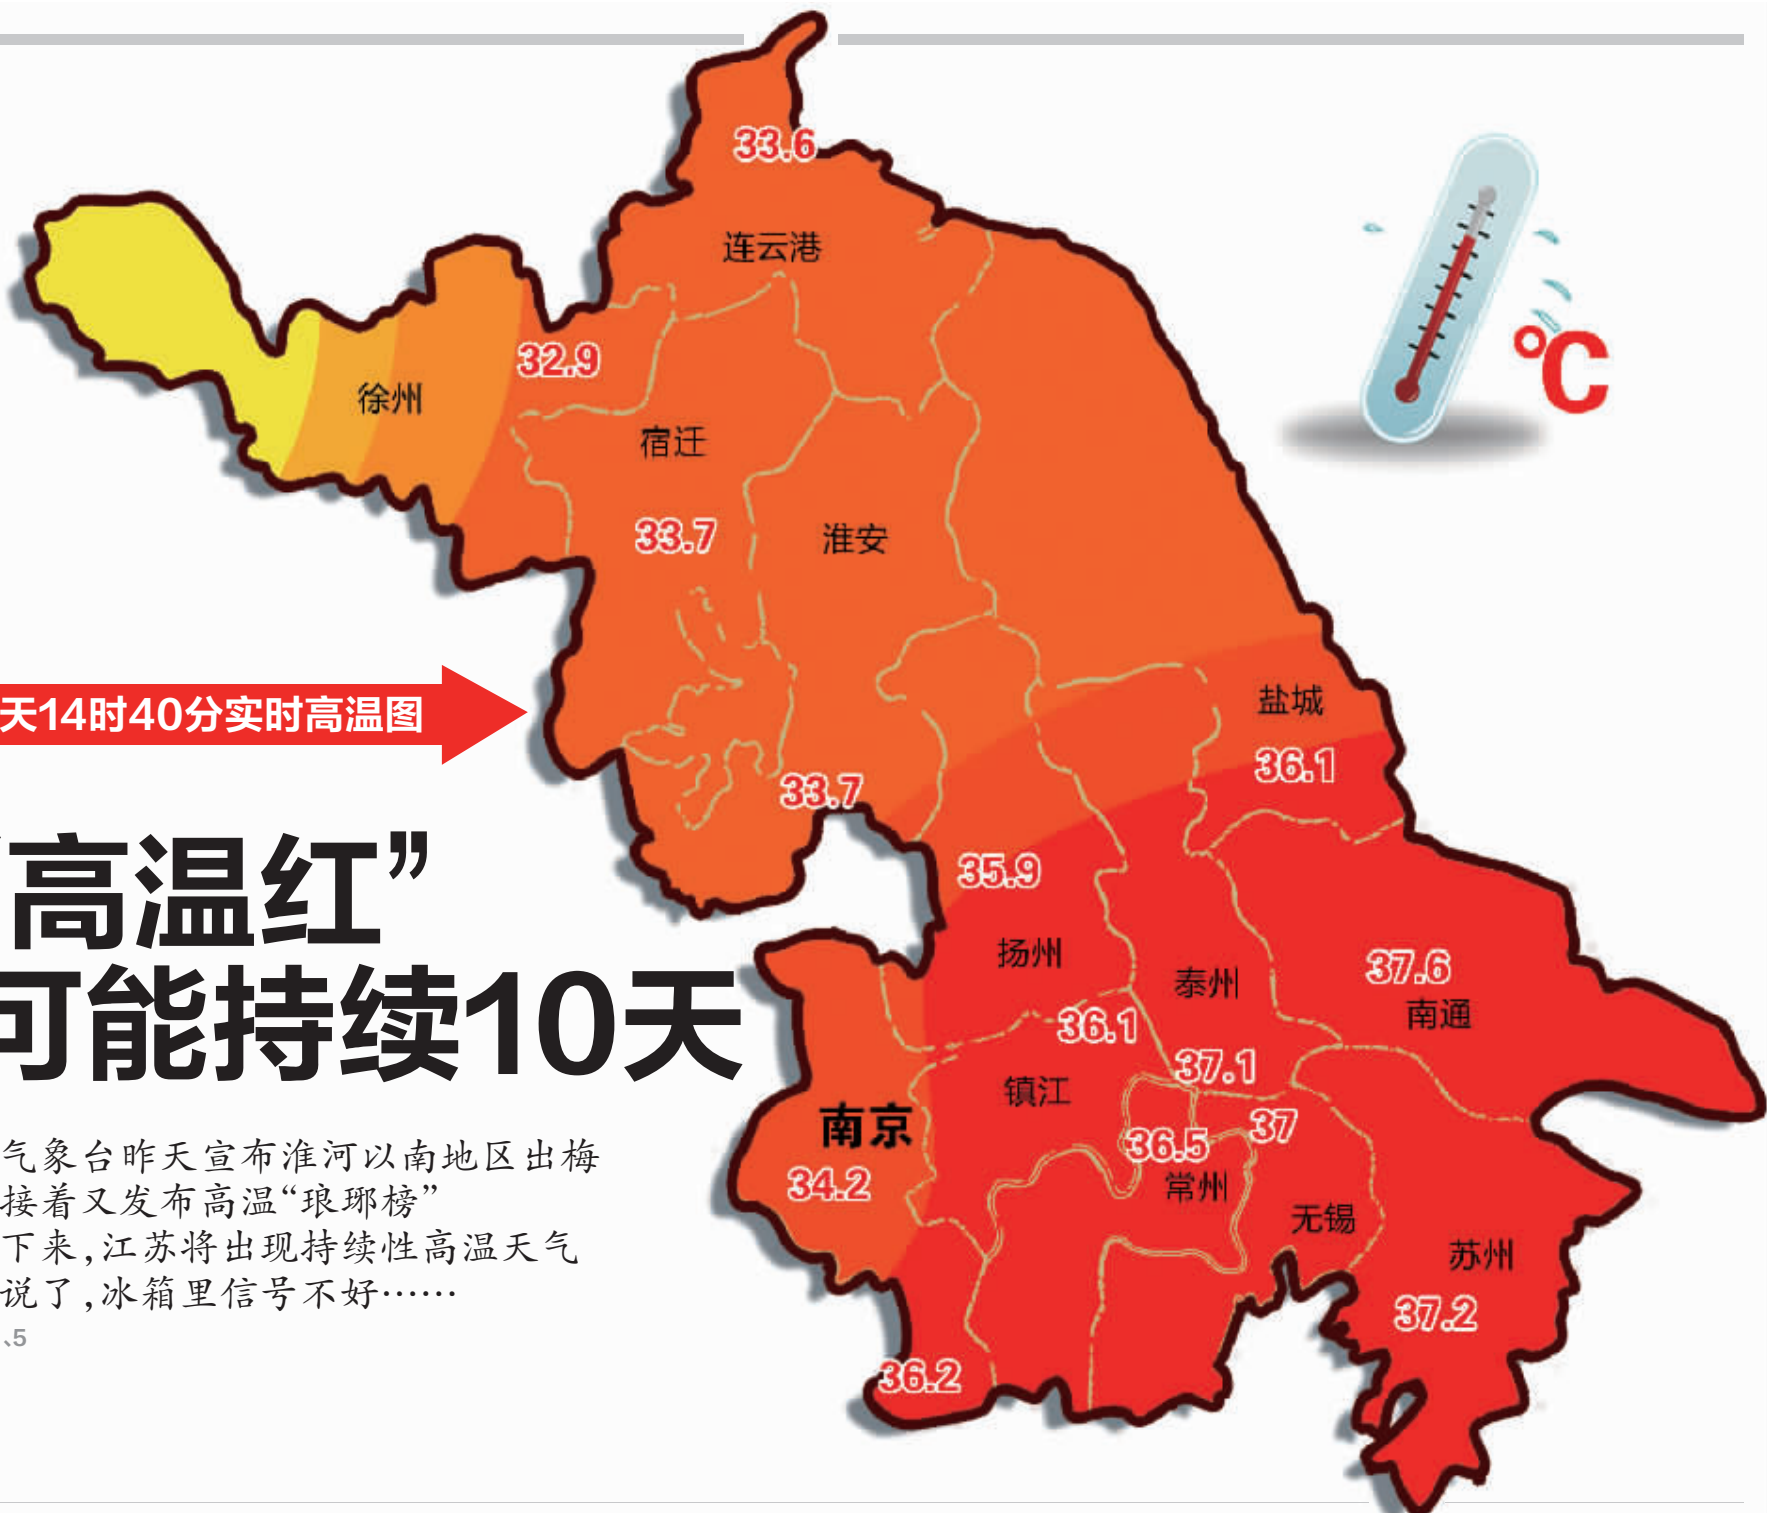 33.6
连云港
℃
32.9
徐州
宿迁
33.7
淮安
天14时40分实时高温图
盐城
36.1
33.7
“高温红”
35.9
扬州
泰州
37.6
南通
可能持续10天
36.1
37.1
镇江
南京
34.2
36.5
37
常州
无锡
苏州
37.2
36.2
气象台昨天宣布淮河以南地区出梅
接着又发布高温“琅琊榜”
下来,江苏将出现持续性高温天气
说了,冰箱里信号不好……
、5